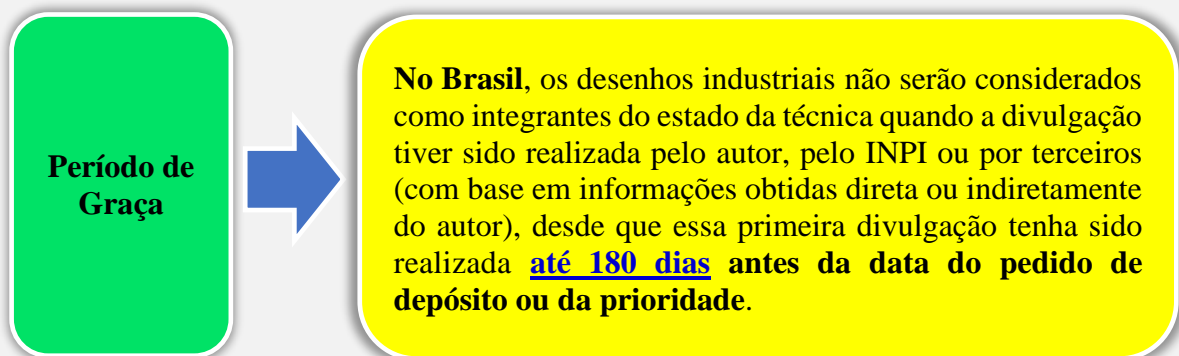 Período de
Graça
No Brasil, os desenhos industriais não serão considerados
como integrantes do estado da técnica quando a divulgação
tiver sido realizada pelo autor, pelo INPI ou por terceiros
(com base em informações obtidas direta ou indiretamente
do autor), desde que essa primeira divulgação tenha sido
realizada até 180 dias antes da data do pedido de
depósito ou da prioridade.